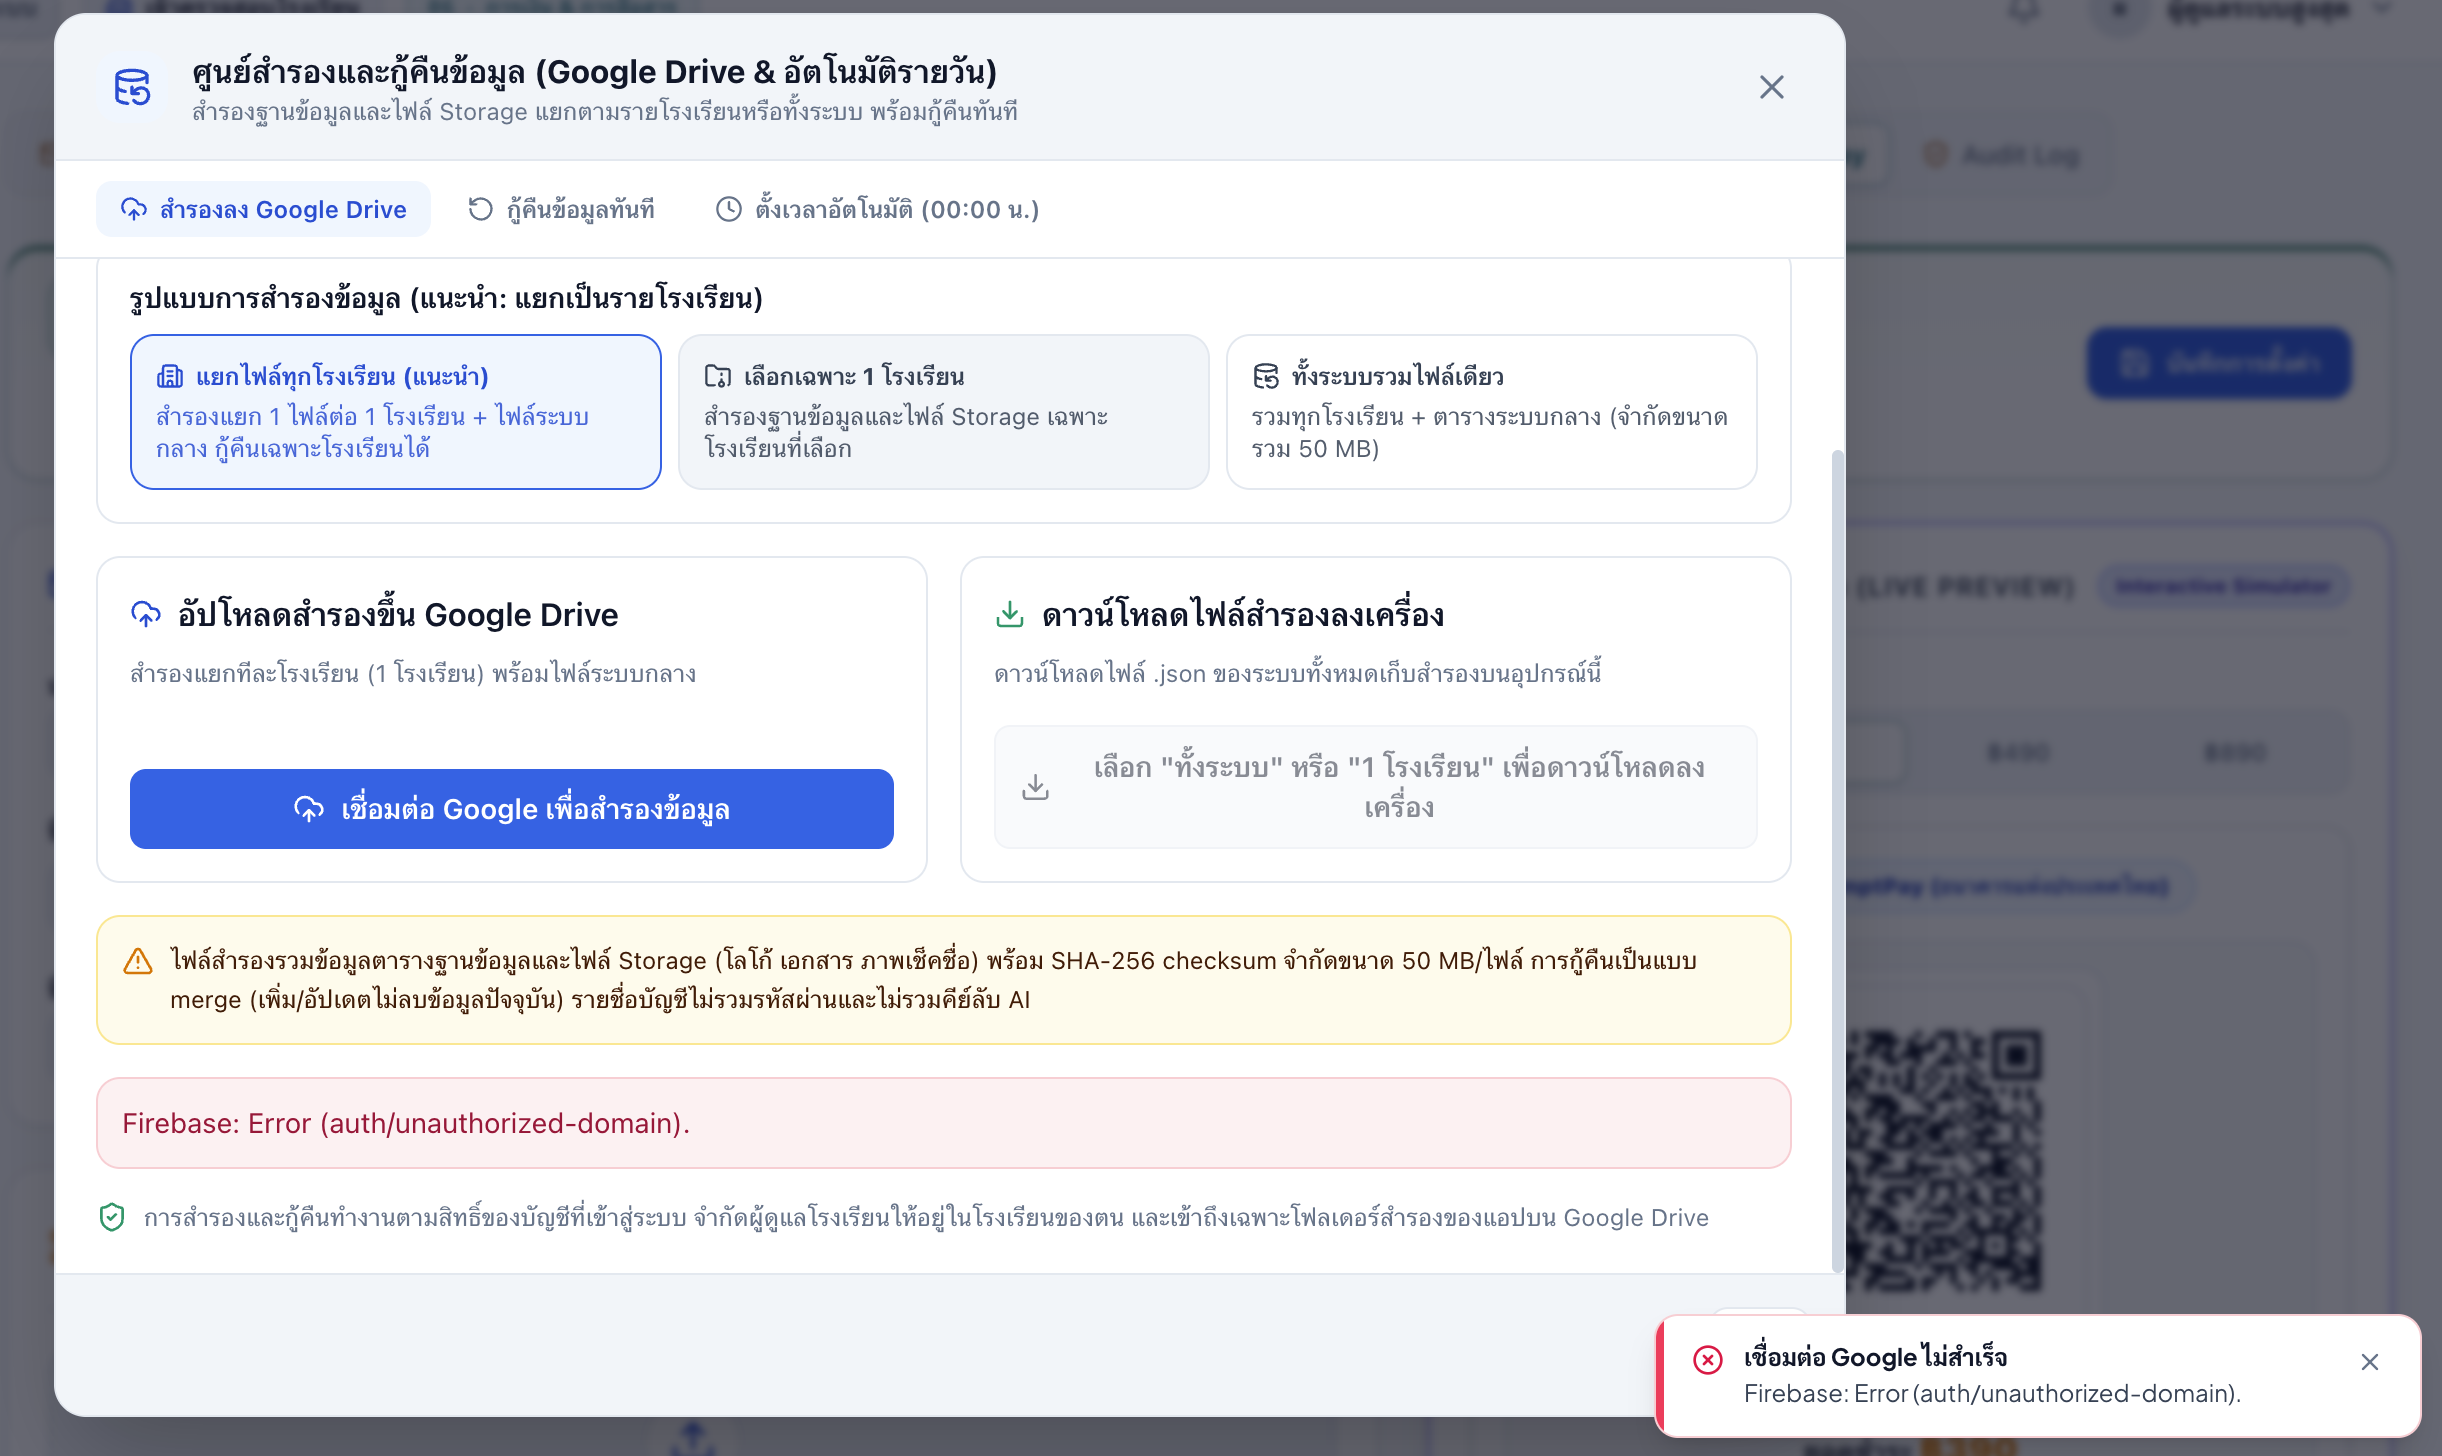 ศูนย์สำรองและกู้คืนข้อมูล (Google Drive & อัตโนมัติรายวัน)
สำรองฐานข้อมูลและไฟล์ Storage แยกตามรายโรงเรียนหรือทั้งระบบ พร้อมกู้คืนทันที
Audit Log
สำรองลง Google Drive
กู้คืนข้อมูลทันที
ตั้งเวลาอัตโนมัติ (00:00 น.)
รูปแบบการสำรองข้อมูล (แนะนำ: แยกเป็นรายโรงเรียน)
แยกไฟล์ทุกโรงเรียน (แนะนำ)
สำรองแยก 1 ไฟล์ต่อ 1 โรงเรียน + ไฟล์ระบบ
กลาง กู้คืนเฉพาะโรงเรียนได้
เลือกเฉพาะ 1 โรงเรียน
สำรองฐานข้อมูลและไฟล์ Storage เฉพาะ
โรงเรียนที่เลือก
ทั้งระบบรวมไฟล์เดียว
รวมทุกโรงเรียน + ตารางระบบกลาง (จำกัดขนาด
รวม 50 MB)
(LIVE PREVIEW)
Interactive Simulator
อัปโหลดสำรองขึ้น Google Drive
สำรองแยกทีละโรงเรียน (1 โรงเรียน) พร้อมไฟล์ระบบกลาง
เชื่อมต่อ Google เพื่อสำรองข้อมูล
ดาวน์โหลดไฟล์สำรองลงเครื่อง
ดาวน์โหลดไฟล์ .json ของระบบทั้งหมดเก็บสำรองบนอุปกรณ์นี้
เลือก "ทั้งระบบ" หรือ "1 โรงเรียน" เพื่อดาวน์โหลดลง
เครื่อง
ไฟล์สำรองรวมข้อมูลตารางฐานข้อมูลและไฟล์ Storage (โลโก้ เอกสาร ภาพเช็คชื่อ) พร้อม SHA-256 checksum จำกัดขนาด 50 MB/ไฟล์ การกู้คืนเป็นแบบ
merge (เพิ่ม/อัปเดตไม่ลบข้อมูลปัจจุบัน) รายชื่อบัญชีไม่รวมรหัสผ่านและไม่รวมคีย์ลับ AI
Firebase: Error (auth/unauthorized-domain).
การสำรองและกู้คืนทำงานตามสิทธิ์ของบัญชีที่เข้าสู่ระบบ จำกัดผู้ดูแลโรงเรียนให้อยู่ในโรงเรียนของตน และเข้าถึงเฉพาะโฟลเดอร์สำรองของแอปบน Google Drive
เชื่อมต่อ Google ไม่สำเร็จ
Firebase: Error (auth/unauthorized-domain).